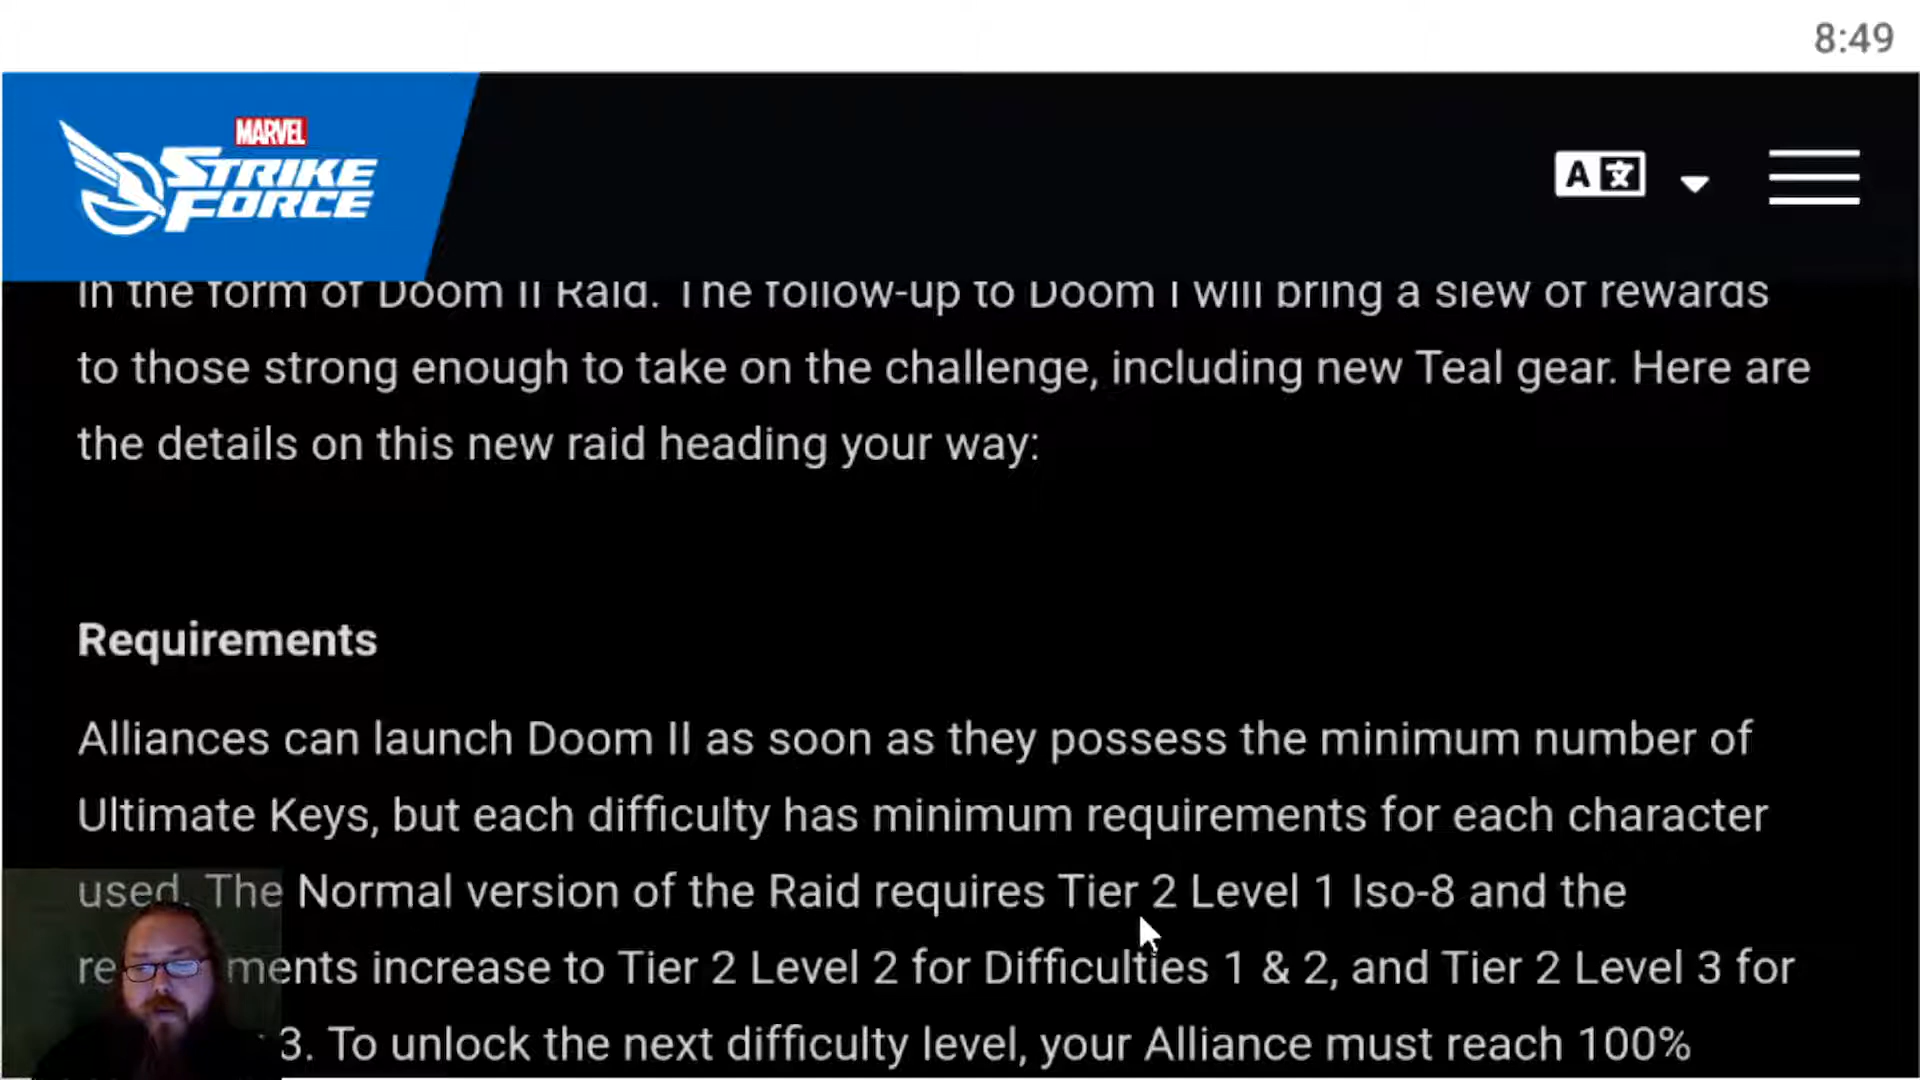 8:49
MARVEL
STRIKE
FORCE
A 文
in the form of Doom II Raid. The follow-up to Doom I will bring a slew of rewards
to those strong enough to take on the challenge, including new Teal gear. Here are
the details on this new raid heading your way:
Requirements
Alliances can launch Doom II as soon as they possess the minimum number of
Ultimate Keys, but each difficulty has minimum requirements for each character
used. The Normal version of the Raid requires Tier 2 Level 1 Iso-8 and the
re ments increase to Tier 2 Level 2 for Difficulties 1 & 2, and Tier 2 Level 3 for
3. To unlock the next difficulty level, your Alliance must reach 100%